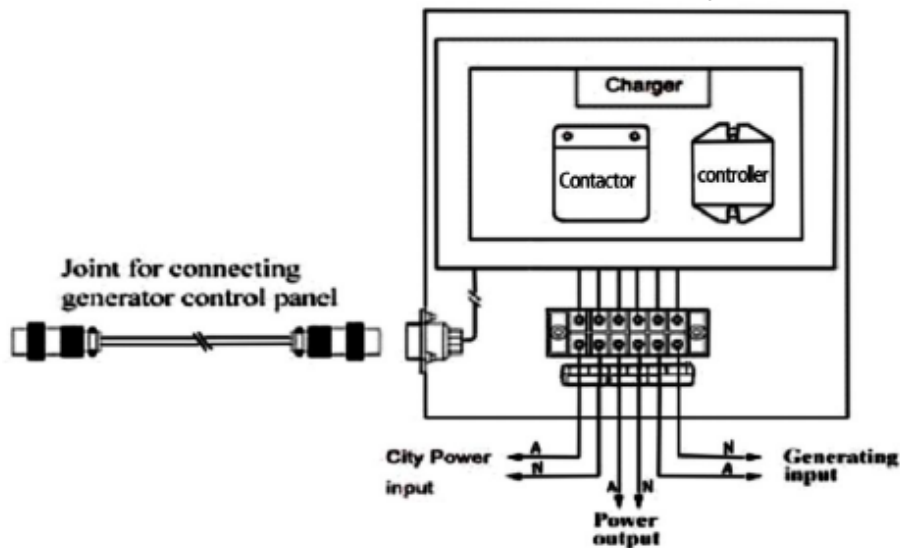 Charger
Contactor
controller
Joint for connecting
generator control panel
City Power
input
A
N
A
N
Power
output
N
A
Generating
input